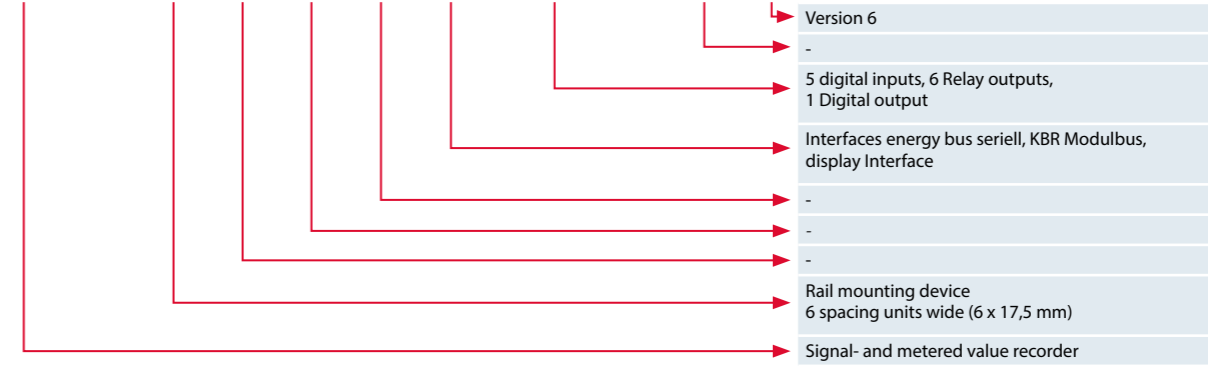 Version 6
-
5 digital inputs, 6 Relay outputs,
1 Digital output
Interfaces energy bus seriell, KBR Modulbus,
display Interface
-
-
-
Rail mounting device
6 spacing units wide (6 x 17,5 mm)
Signal- and metered value recorder